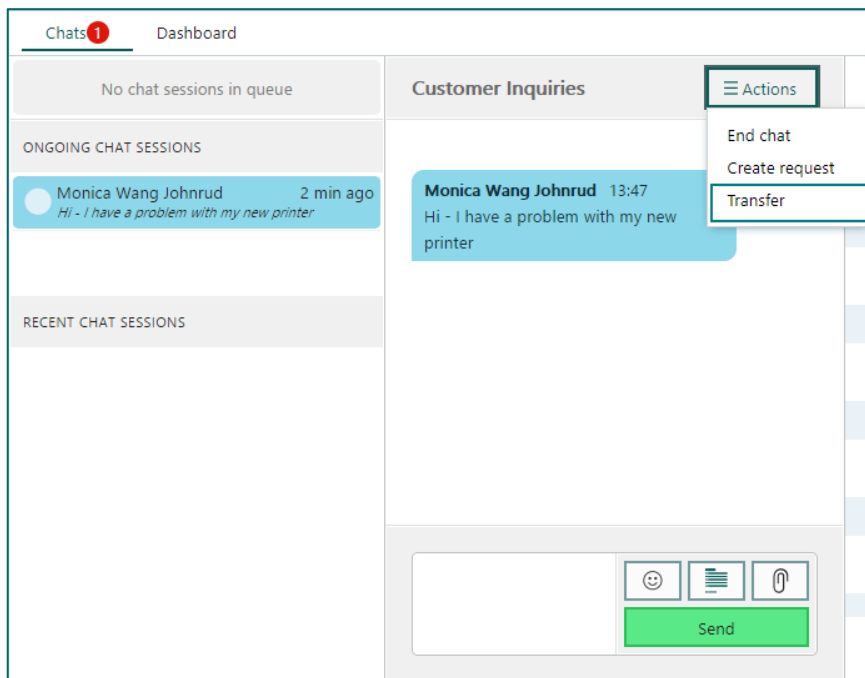 Chats 1 Dashboard
No chat sessions in queue
ONGOING CHAT SESSIONS
Monica Wang Johnrud 2 min ago
Hi - I have a problem with my new printer
RECENT CHAT SESSIONS
Customer Inquiries
Actions
End chat
Create request
Transfer
Monica Wang Johnrud 13:47
Hi - I have a problem with my new
printer
Send